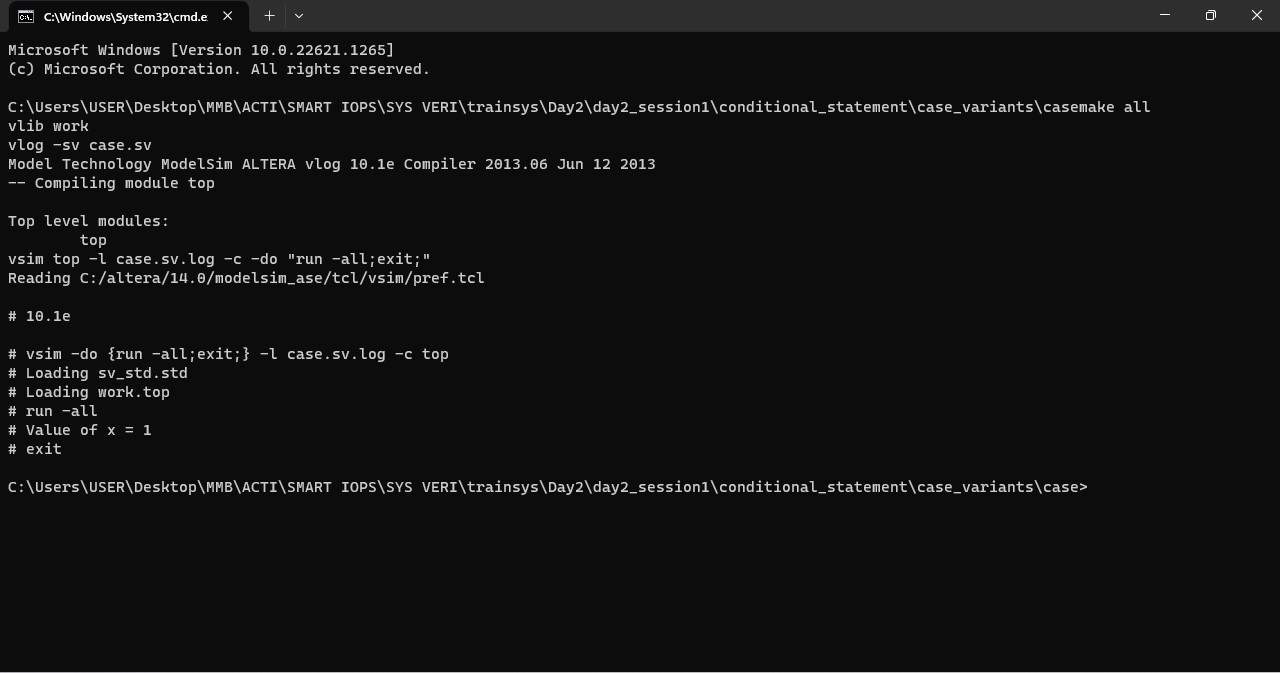 C:\Windows\System32\cmd.e
Microsoft Windows [Version 10.0.22621.1265]
(c) Microsoft Corporation. All rights reserved.
C:\Users\USER\Desktop\MMB\ACTI\SMART IOPS\SYS VERI\trainsys\Day2\day2_session1\conditional_statement\case_variants\casemake all
vlib work
vlog -sv case.sv
Model Technology ModelSim ALTERA vlog 10.1e Compiler 2013.06 Jun 12 2013
-- Compiling module top
Top level modules:
top
vsim top -l case.sv.log -c -do "run -all;exit;"
Reading C:/altera/14.0/modelsim_ase/tcl/vsim/pref.tcl
# 10.1e
# vsim -do {run -all;exit;} -l case.sv.log -c top
# Loading sv_std.std
# Loading work.top
# run -all
# Value of x = 1
# exit
C:\Users\USER\Desktop\MMB\ACTI\SMART IOPS\SYS VERI\trainsys\Day2\day2_session1\conditional_statement\case_variants\case>